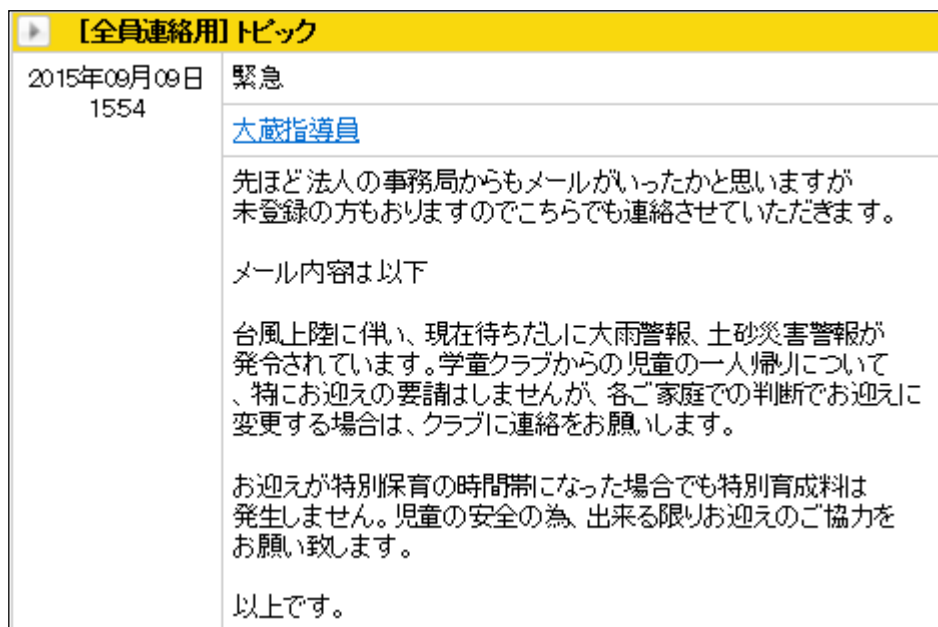 [全員連絡用]トピック
2015年09月09日
1554
緊急
大蔵指導員
先ほど法人の事務局からもメールがいったかと思いますが
未登録の方もおりますのでこちらでも連絡させていただきます。
メール内容は以下
台風上陸に伴い、現在待ちだしに大雨警報、土砂災害警報が
発令されています。学童クラブからの児童の一人帰りについて
、特にお迎えの要請はしませんが、各ご家庭での判断でお迎えに
変更する場合は、クラブに連絡をお願いします。
お迎えが特別保育の時間帯になった場合でも特別育成料は
発生しません。児童の安全の為、出来る限りお迎えのご協力を
お願い致します。
以上です。